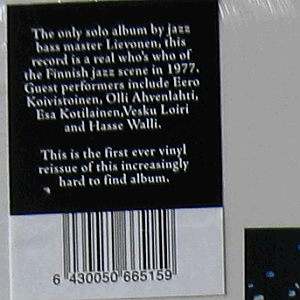 The only solo album by jazz
bass master Lievonen, this
record is a real who's who of
the Finnish jazz scene in 1977.
Guest performers include Eero
Koivistoinen, Olli Ahvenlahti,
Esa Kotilainen,Vesku Loiri
and Hasse Walli.
This is the first ever vinyl
reissue of this increasingly
hard to find album.
6 430050 665159